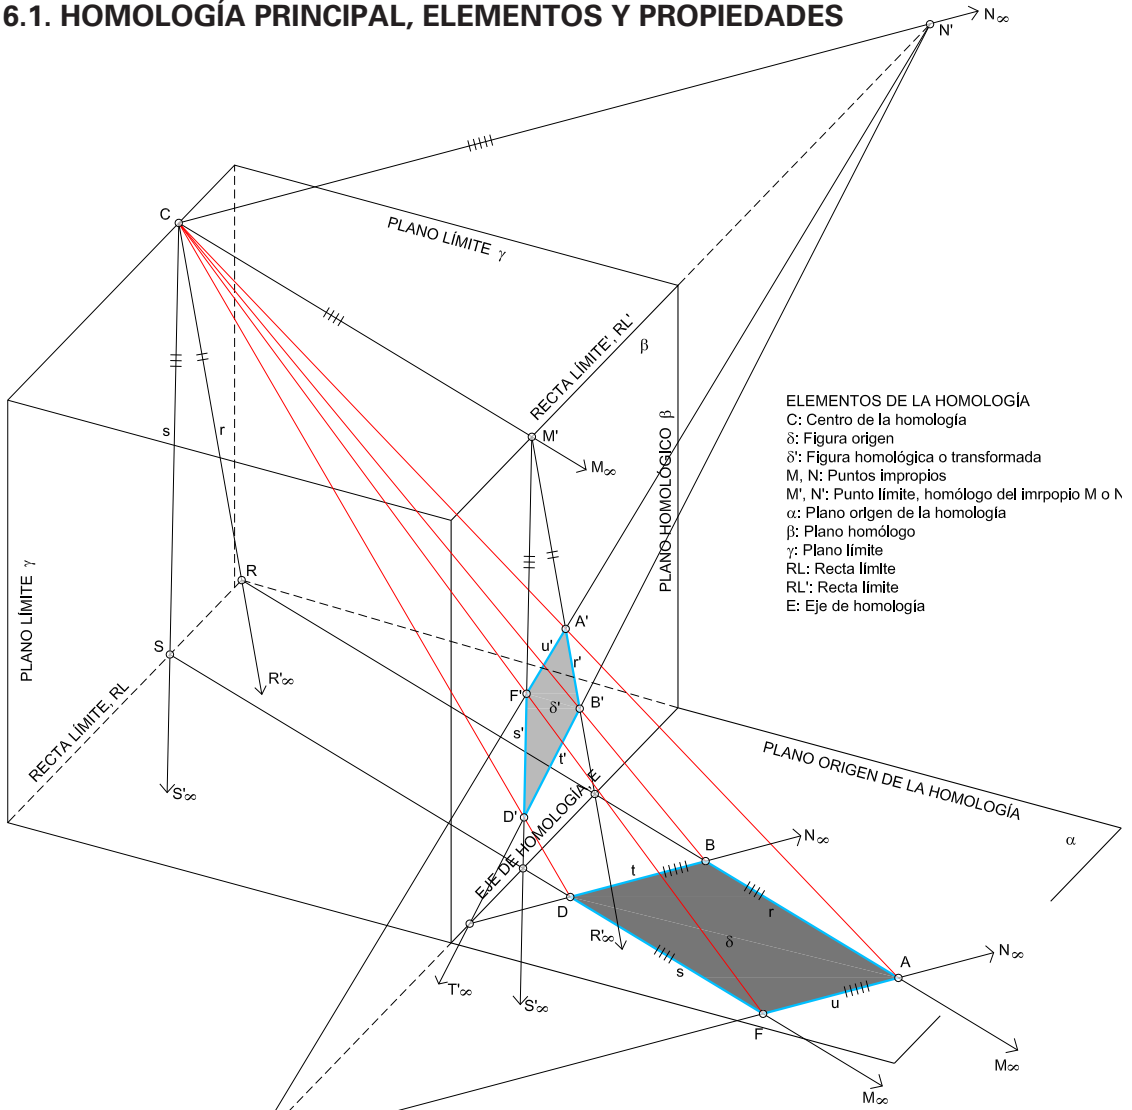 6.1. HOMOLOGÍA PRINCIPAL, ELEMENTOS Y PROPIEDADES
N∞
N'
C
PLANO LÍMITE γ
RECTA LÍMITE', RL'
β
M'
M∞
PLANO HOMOLÓGICO β
s
r
ELEMENTOS DE LA HOMOLOGÍA
C: Centro de la homología
δ: Figura origen
δ': Figura homológica o transformada
M, N: Puntos impropios
M', N': Punto límite, homólogo del imrpopio M o N
α: Plano origen de la homología
β: Plano homólogo
γ: Plano límite
RL: Recta límite
RL': Recta límite
E: Eje de homología
PLANO LÍMITE γ
R
S
R'∞
S'∞
RECTA LÍMITE, RL
A'
u'
r'
F'
δ'
B'
s'
t'
D'
EJE DE HOMOLOGÍA, E
PLANO ORIGEN DE LA HOMOLOGÍA
α
N∞
B
t
D
r
δ
R'∞
s
A
N∞
u
F
T'∞
S'∞
M∞
M∞